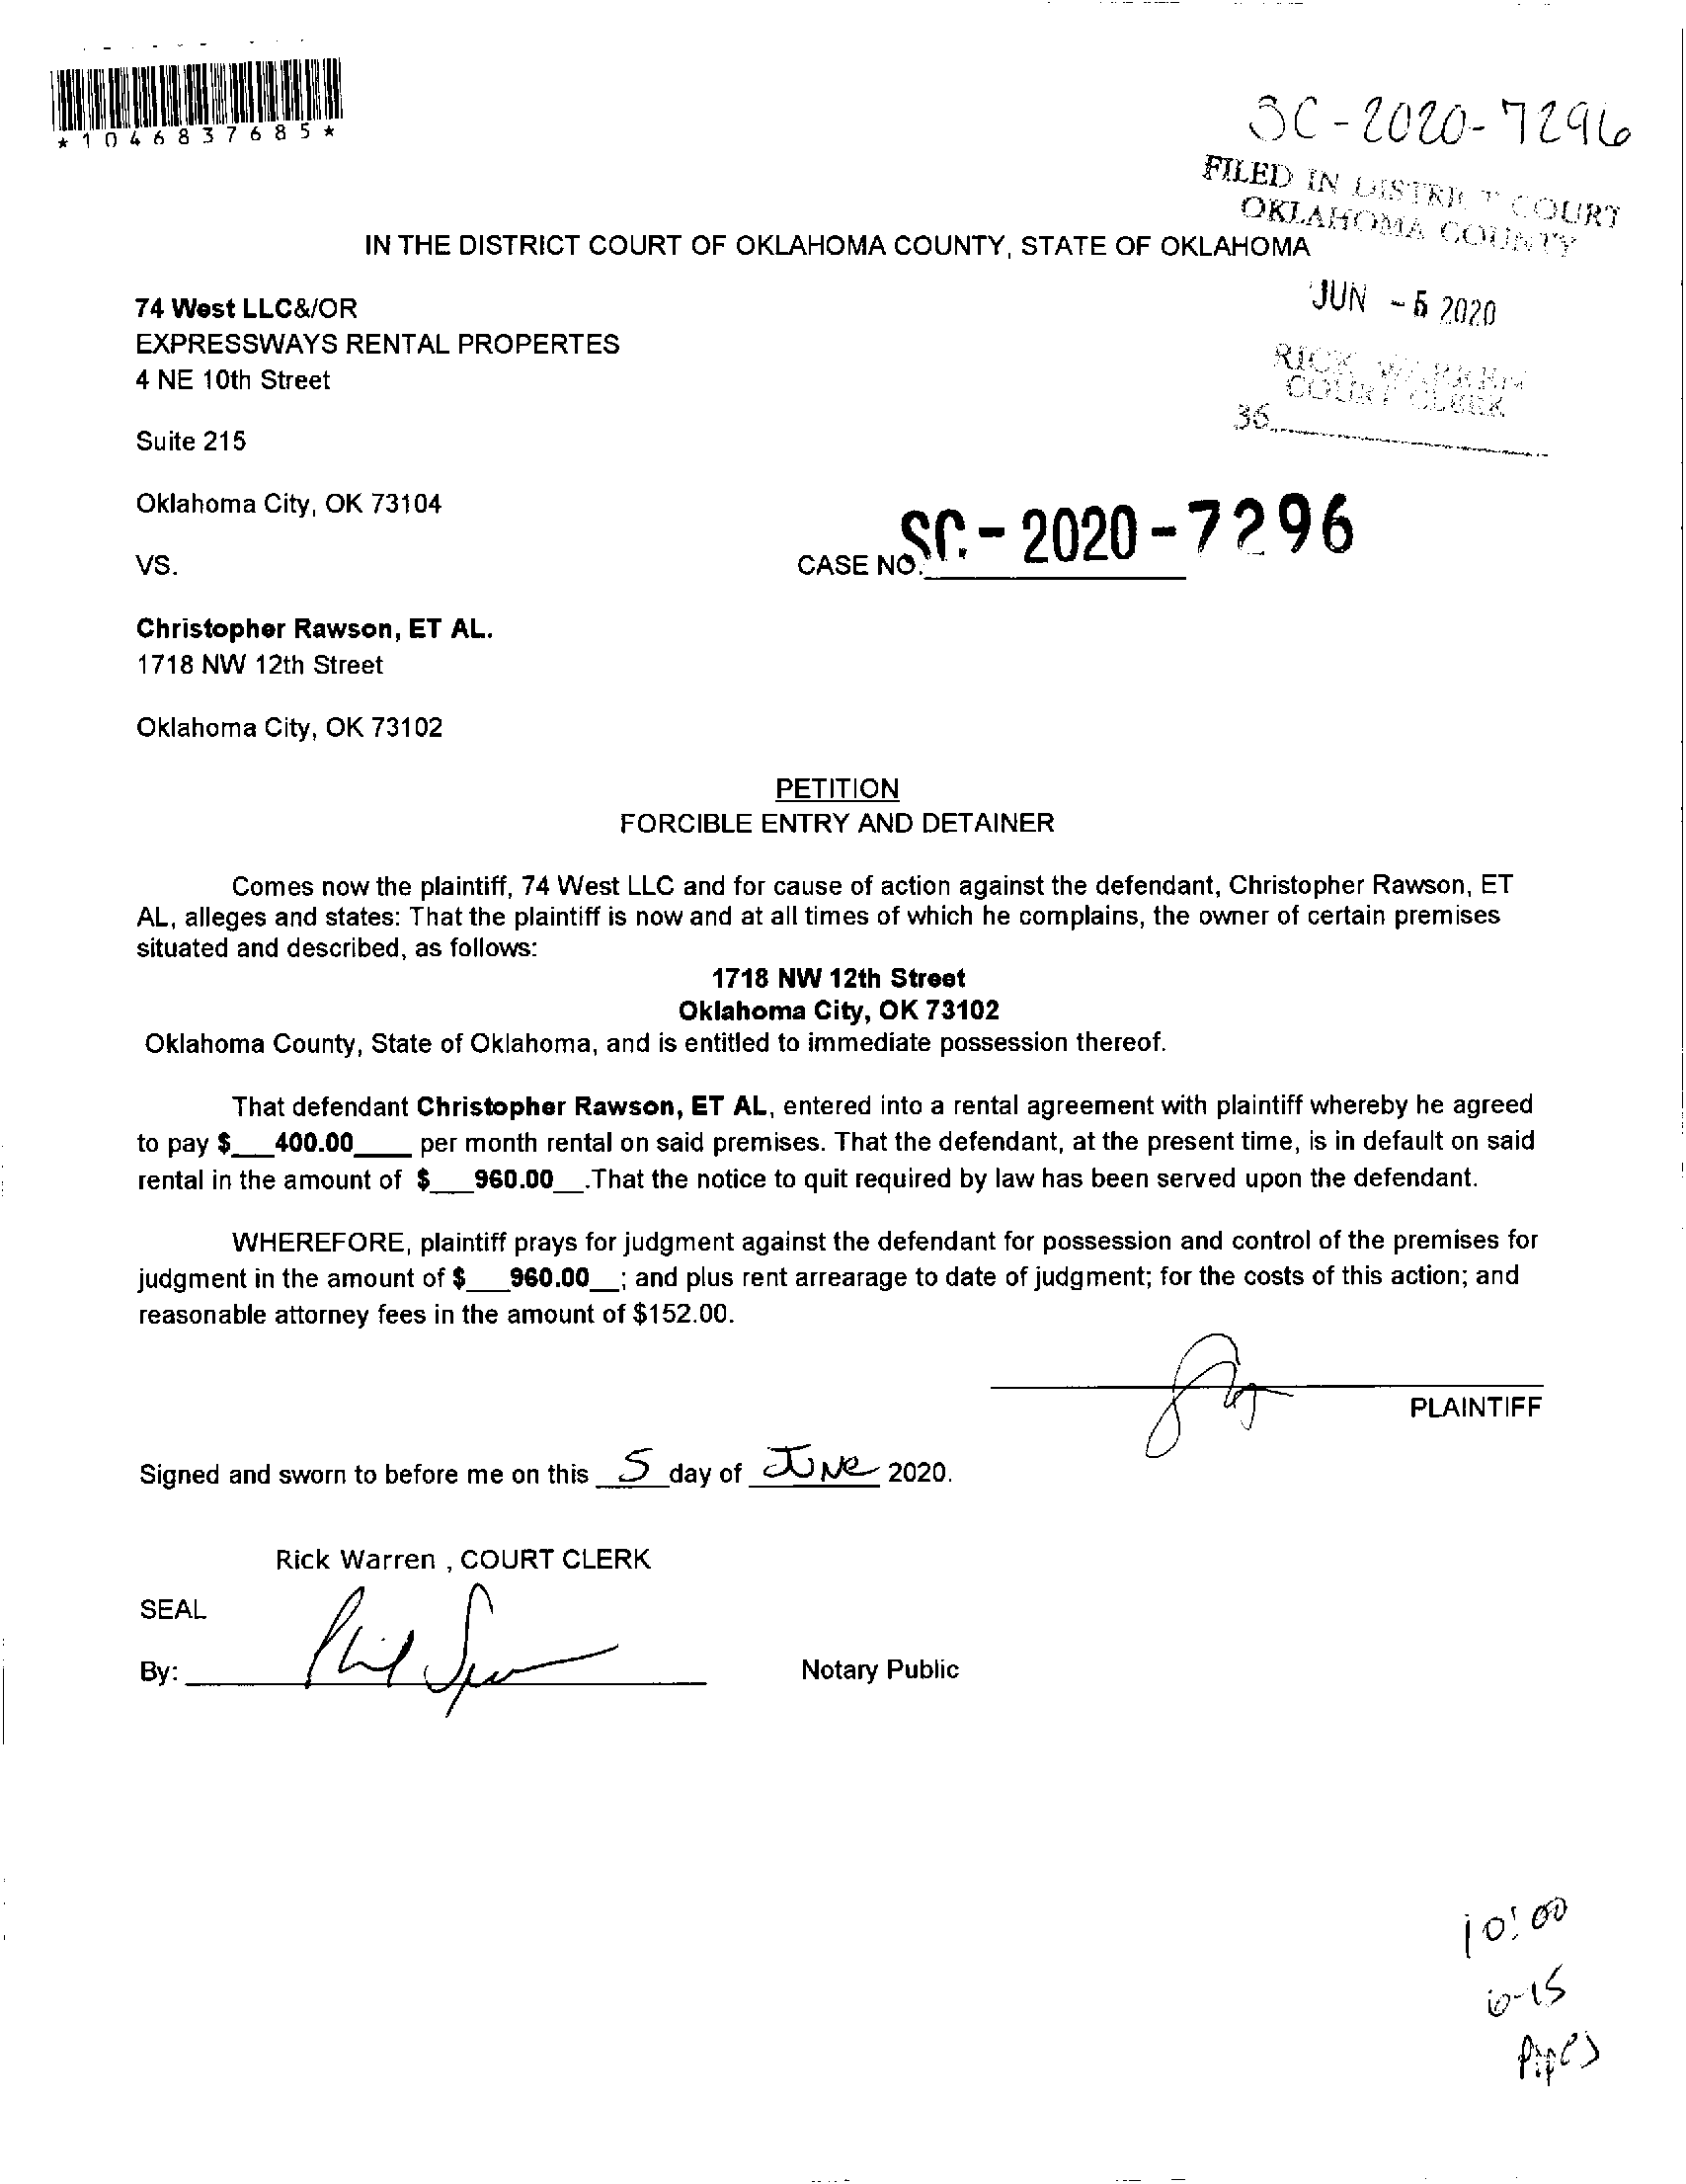 *1046837685*
SC-2020-7296
FILED IN DISTRICT COURT
OKLAHOMA COUNTY
IN THE DISTRICT COURT OF OKLAHOMA COUNTY, STATE OF OKLAHOMA
JUN - 5 2020
74 West LLC&/OR
EXPRESSWAYS RENTAL PROPERTES
4 NE 10th Street
RICK WARREN
COURT CLERK
36
Suite 215
Oklahoma City, OK 73104
VS.
CASE NO. SC - 2020 - 7296
Christopher Rawson, ET AL.
1718 NW 12th Street
Oklahoma City, OK 73102
PETITION
FORCIBLE ENTRY AND DETAINER
Comes now the plaintiff, 74 West LLC and for cause of action against the defendant, Christopher Rawson, ET
AL, alleges and states: That the plaintiff is now and at all times of which he complains, the owner of certain premises
situated and described, as follows:
1718 NW 12th Street
Oklahoma City, OK 73102
Oklahoma County, State of Oklahoma, and is entitled to immediate possession thereof.
That defendant Christopher Rawson, ET AL, entered into a rental agreement with plaintiff whereby he agreed
to pay $___400.00____ per month rental on said premises. That the defendant, at the present time, is in default on said
rental in the amount of $___960.00__.That the notice to quit required by law has been served upon the defendant.
WHEREFORE, plaintiff prays for judgment against the defendant for possession and control of the premises for
judgment in the amount of $___960.00__; and plus rent arrearage to date of judgment; for the costs of this action; and
reasonable attorney fees in the amount of $152.00.
PLAINTIFF
Signed and sworn to before me on this 5 day of JUNe 2020.
Rick Warren , COURT CLERK
SEAL
By:
Notary Public
10:00
6-15
Pipes